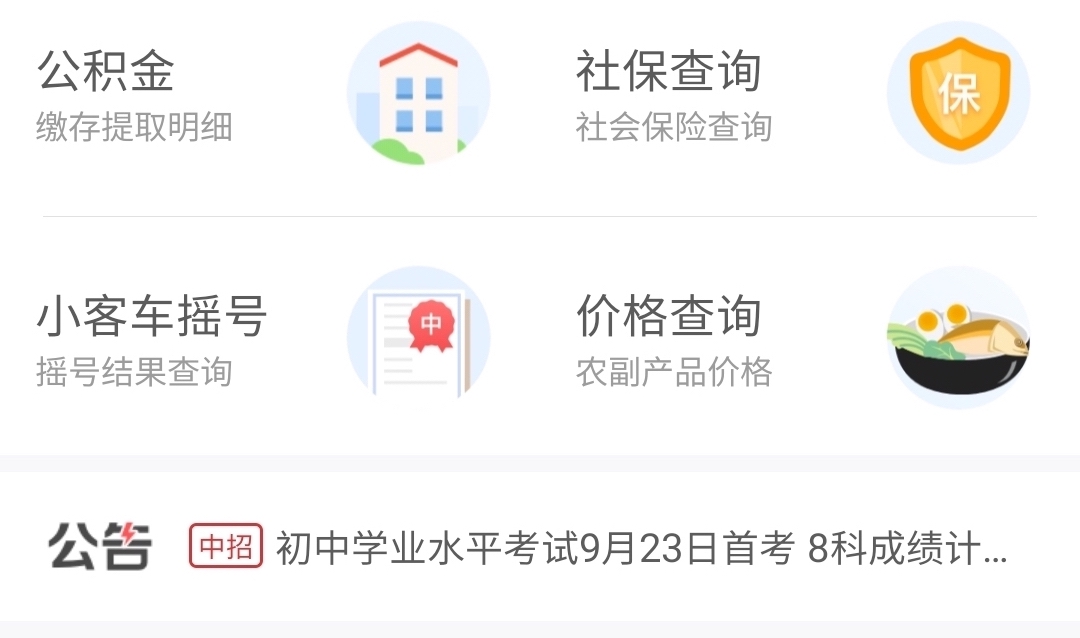 公积金
缴存提取明细
社保查询
社会保险查询
保
小客车摇号
摇号结果查询
中
价格查询
农副产品价格
公告 中招 初中学业水平考试9月23日首考 8科成绩计...